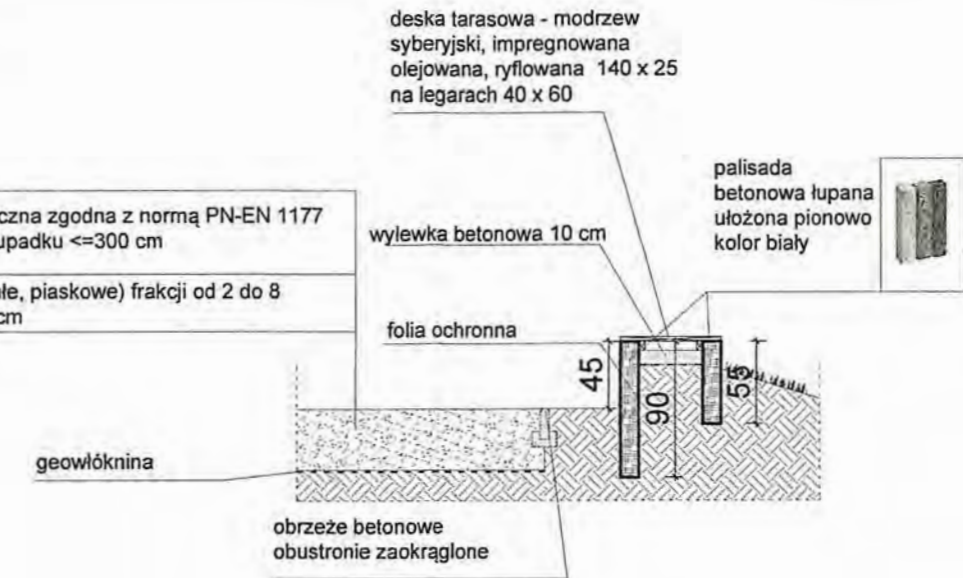 deska tarasowa - modrzew
syberyjski, impregnowana
olejowana, ryflowana 140 x 25
na legarach 40 x 60
palisada
betonowa łupana
ułożona pionowo
kolor biały
czna zgodna z normą PN-EN 1177
upadku <=300 cm
łe, piaskowe) frakcji od 2 do 8
cm
wylewka betonowa 10 cm
folia ochronna
45
90
55
geowłóknina
obrzeże betonowe
obustronie zaokrąglone